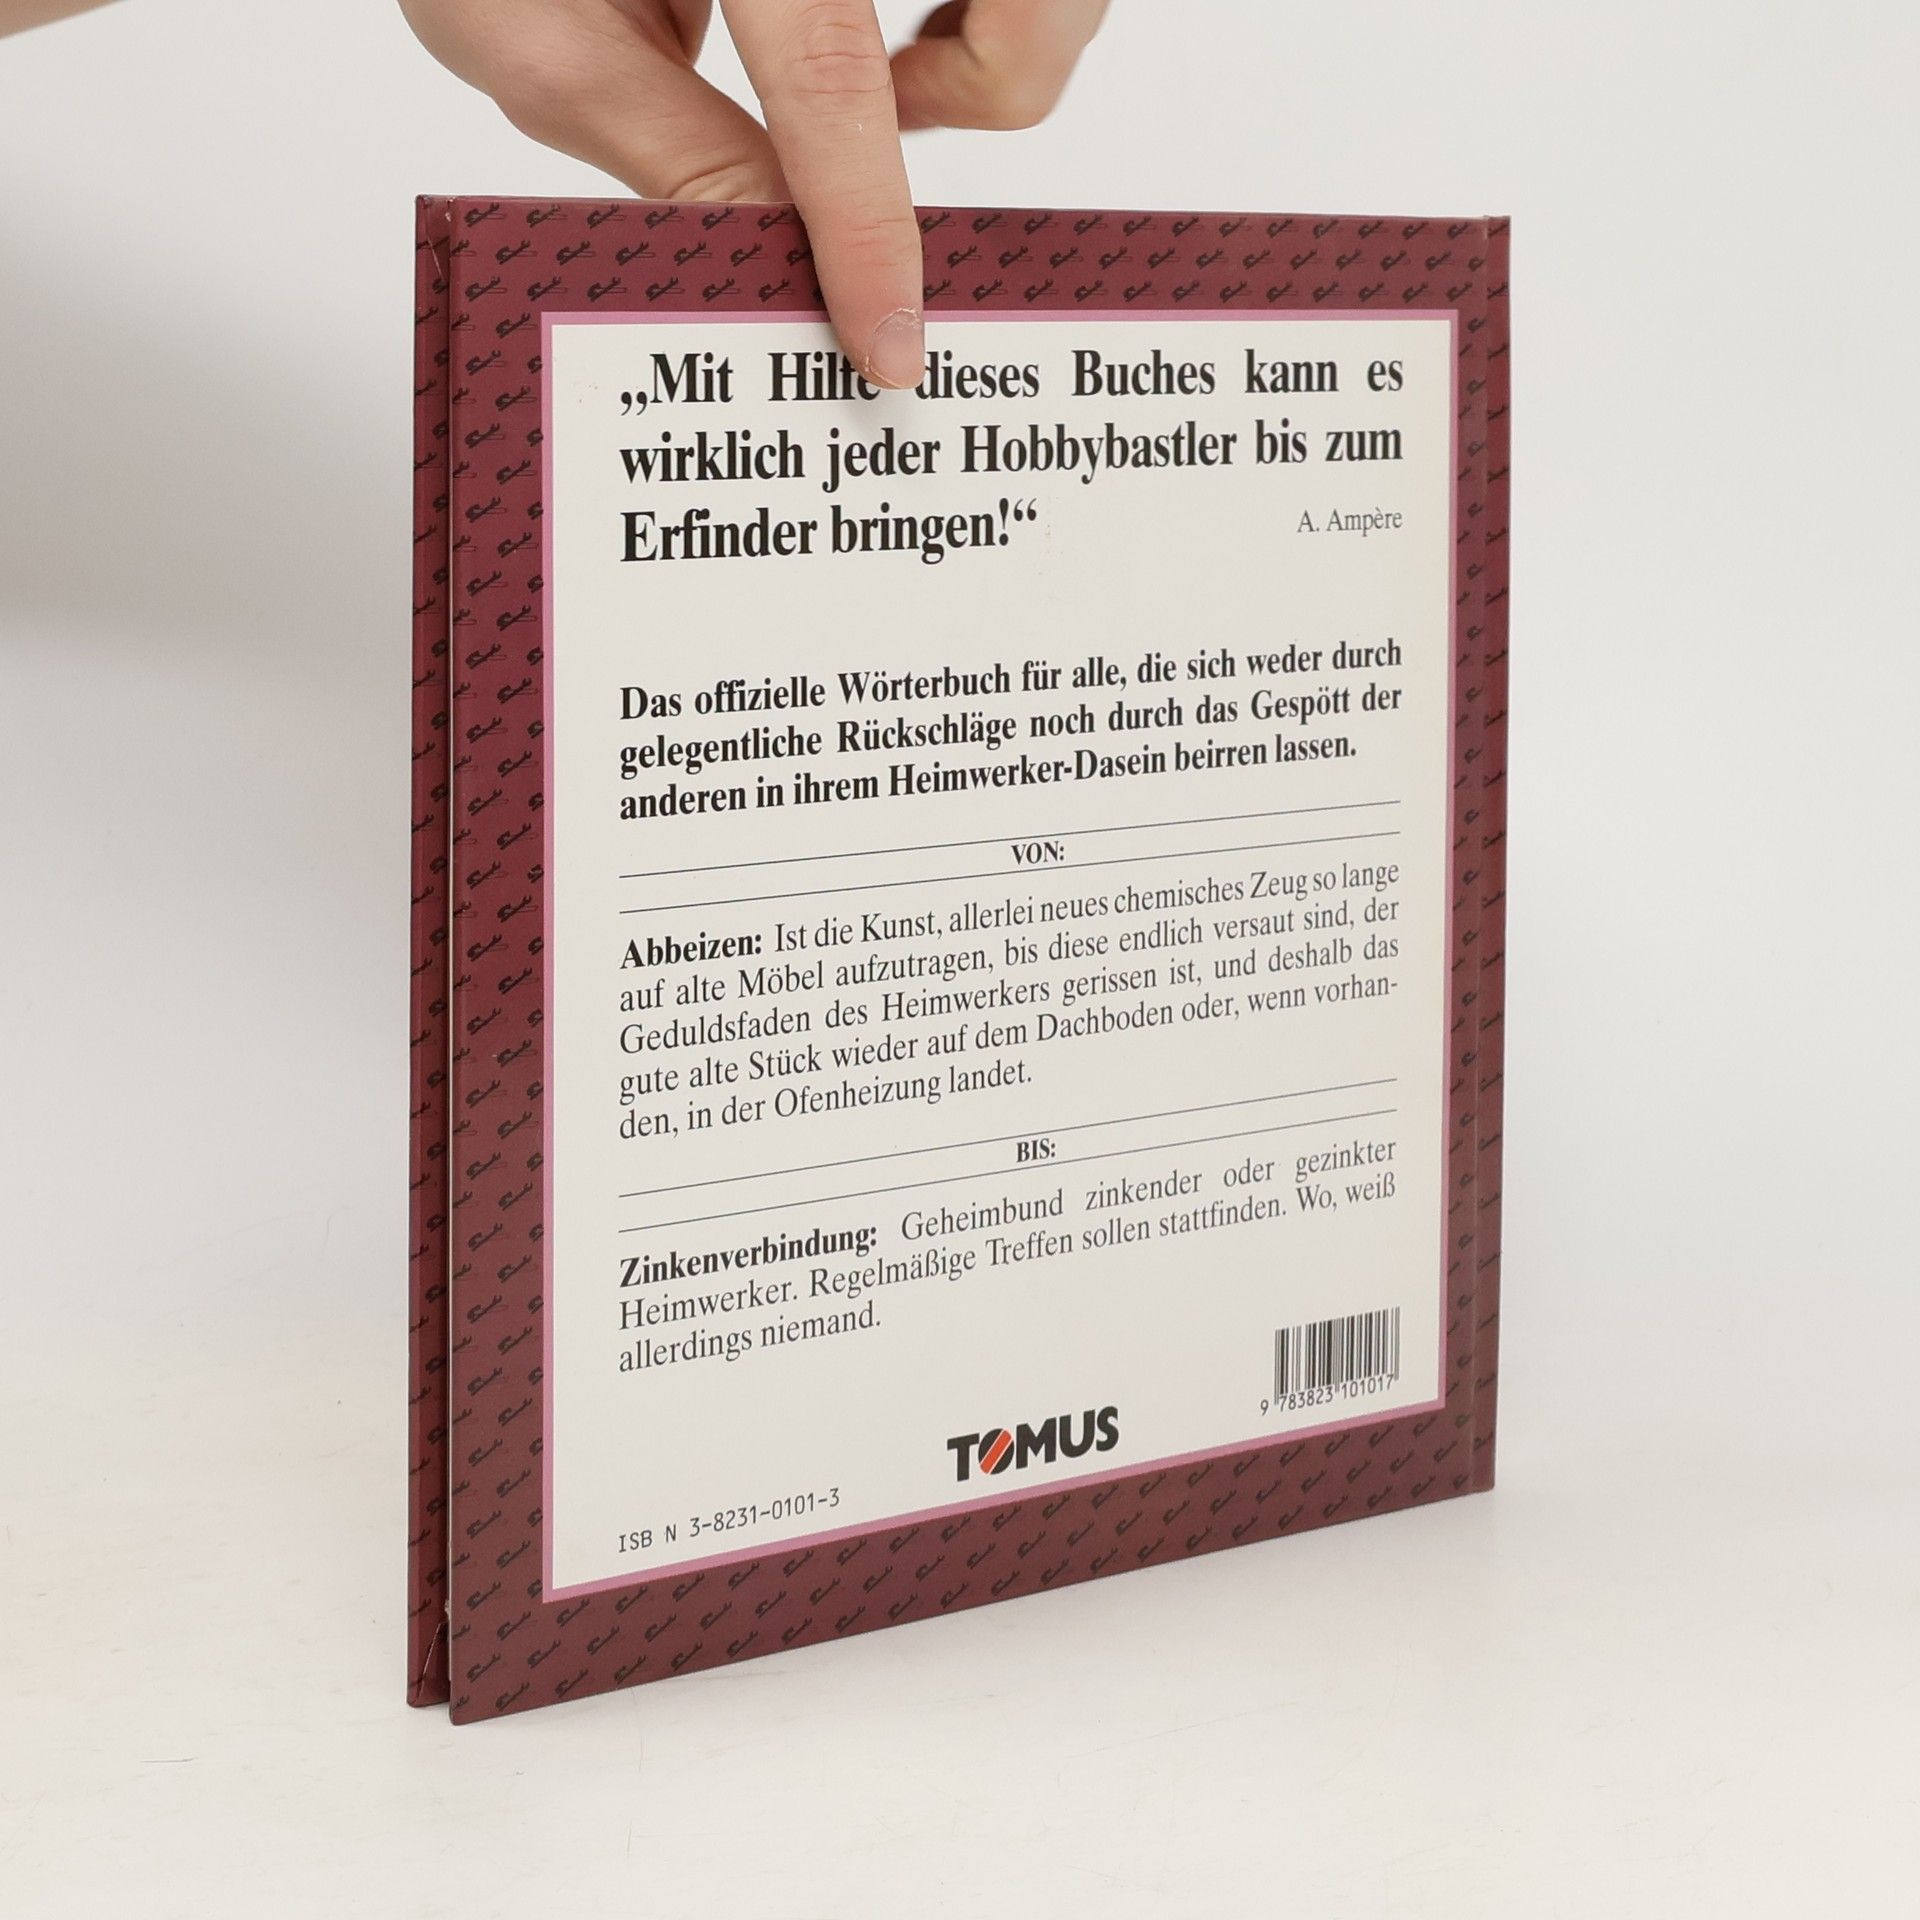 „Mit Hilfe dieses Buches kann es
wirklich jeder Hobbybastler bis zum
Erfinder bringen!“
A. Ampère
Das offizielle Wörterbuch für alle, die sich weder durch
gelegentliche Rückschläge noch durch das Gespött der
anderen in ihrem Heimwerker-Dasein beirren lassen.
VON:
Abbeizen: Ist die Kunst, allerlei neues chemisches Zeug so lange
auf alte Möbel aufzutragen, bis diese endlich versaut sind, der
Geduldsfaden des Heimwerkers gerissen ist, und deshalb das
gute alte Stück wieder auf dem Dachboden oder, wenn vorhan-
den, in der Ofenheizung landet.
BIS:
Zinkenverbindung: Geheimbund zinkender oder gezinkter
Heimwerker. Regelmäßige Treffen sollen stattfinden. Wo, weiß
allerdings niemand.
9 783823 101017
TOMUS
ISB N 3-8231-0101-3